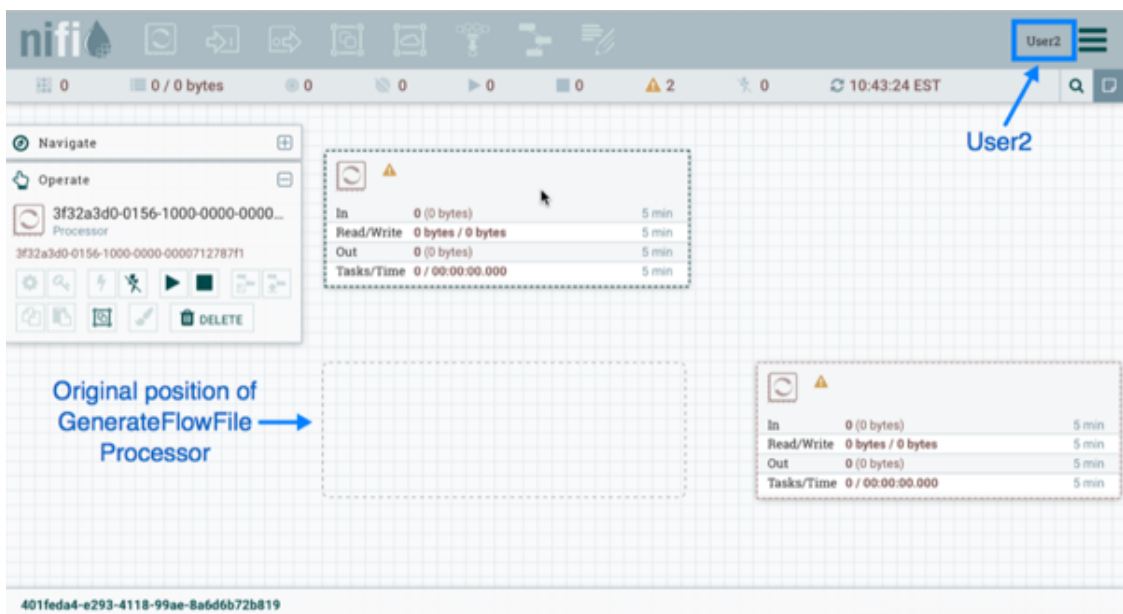 nifi
User2
0
0 / 0 bytes
0
0
0
0
2
0
10:43:24 EST
User2
Navigate
Operate
3f32a3d0-0156-1000-0000-0000...
Processor
3f32a3d0-0156-1000-0000-0000712787f1
DELETE
In 0 (0 bytes) 5 min
Read/Write 0 bytes / 0 bytes 5 min
Out 0 (0 bytes) 5 min
Tasks/Time 0 / 00:00:00.000 5 min
Original position of
GenerateFlowFile
Processor
In 0 (0 bytes) 5 min
Read/Write 0 bytes / 0 bytes 5 min
Out 0 (0 bytes) 5 min
Tasks/Time 0 / 00:00:00.000 5 min
401feda4-e293-4118-99ae-8a6d6b72b819